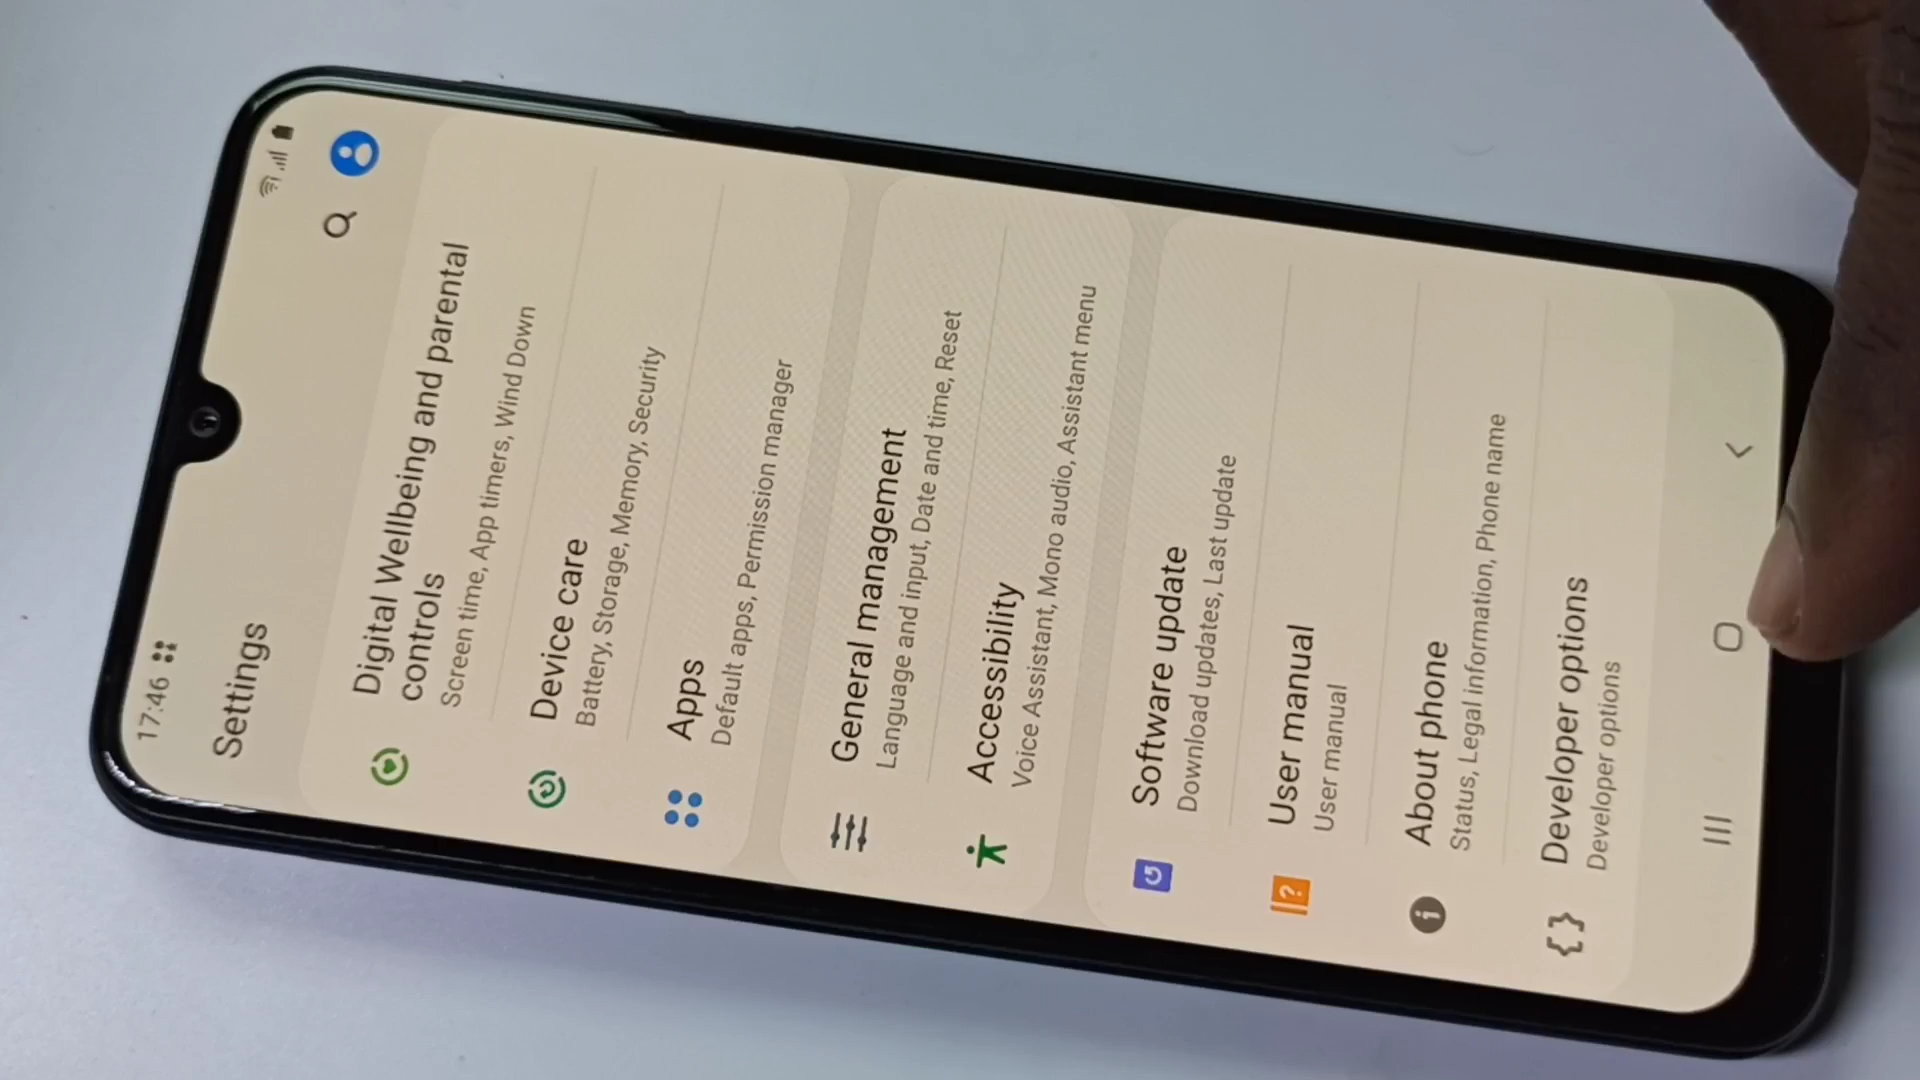 17:46
Settings
Digital Wellbeing and parental
controls
Screen time, App timers, Wind Down
Device care
Battery, Storage, Memory, Security
Apps
Default apps, Permission manager
General management
Language and input, Date and time, Reset
Accessibility
Voice Assistant, Mono audio, Assistant menu
Software update
Download updates, Last update
User manual
User manual
About phone
Status, Legal information, Phone name
Developer options
Developer options